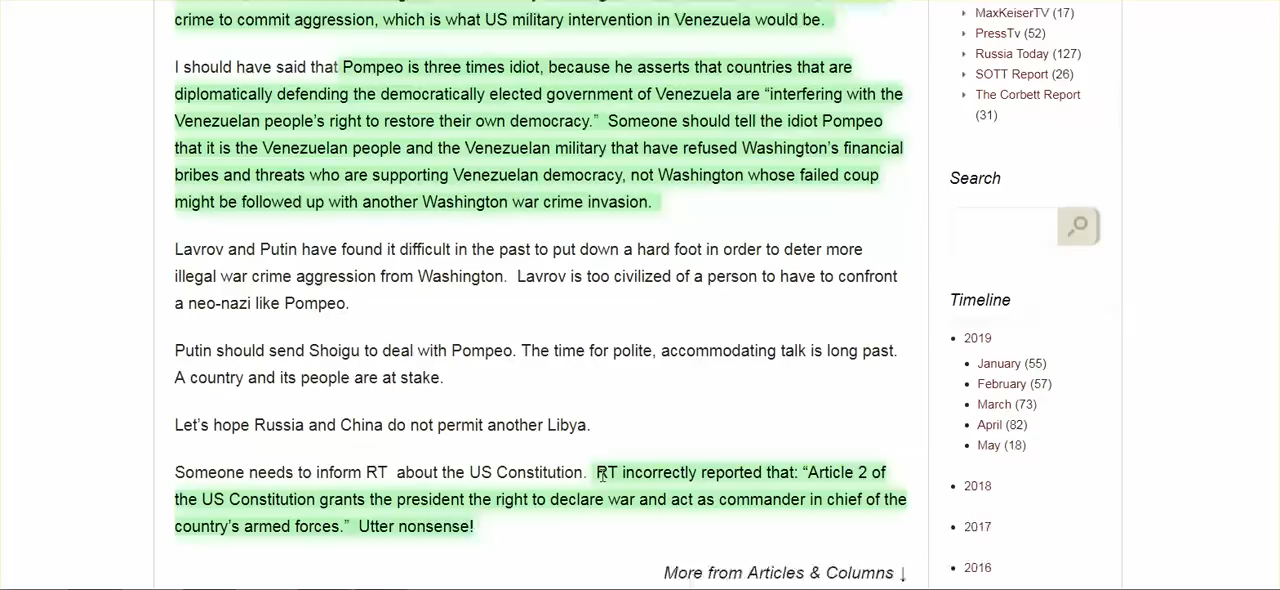 crime to commit aggression, which is what US military intervention in Venezuela would be.
I should have said that Pompeo is three times idiot, because he asserts that countries that are
diplomatically defending the democratically elected government of Venezuela are “interfering with the
Venezuelan people’s right to restore their own democracy.”  Someone should tell the idiot Pompeo
that it is the Venezuelan people and the Venezuelan military that have refused Washington’s financial
bribes and threats who are supporting Venezuelan democracy, not Washington whose failed coup
might be followed up with another Washington war crime invasion.
Lavrov and Putin have found it difficult in the past to put down a hard foot in order to deter more
illegal war crime aggression from Washington.  Lavrov is too civilized of a person to have to confront
a neo-nazi like Pompeo.
Putin should send Shoigu to deal with Pompeo. The time for polite, accommodating talk is long past.
A country and its people are at stake.
Let’s hope Russia and China do not permit another Libya.
Someone needs to inform RT  about the US Constitution.  RT incorrectly reported that: “Article 2 of
the US Constitution grants the president the right to declare war and act as commander in chief of the
country’s armed forces.”  Utter nonsense!
More from Articles & Columns ↓
MaxKeiserTV (17)
PressTv (52)
Russia Today (127)
SOTT Report (26)
The Corbett Report
(31)
Search
Timeline
2019
January (55)
February (57)
March (73)
April (82)
May (18)
2018
2017
2016